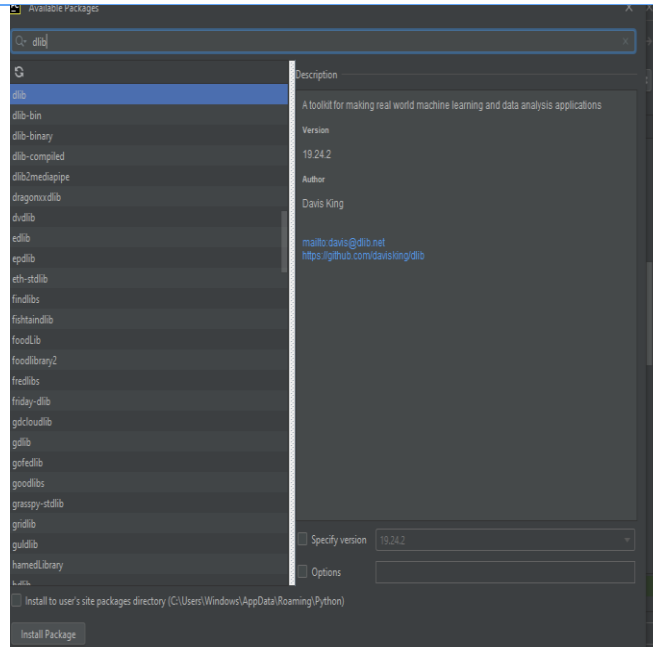 Available Packages
dlib
Description
dlib
dlib-bin
dlib-binary
dlib-compiled
dlib2mediapipe
dragonxxdlib
dvdlib
edlib
epdlib
eth-stdlib
findlibs
fishtaindlib
foodLib
foodlibrary2
fredlibs
friday-dlib
gdcloudlib
gdlib
gofedlib
goodlibs
grasspy-stdlib
gridlib
guldlib
hamedLibrary
A toolkit for making real world machine learning and data analysis applications
Version
19.24.2
Author
Davis King
mailto:davis@dlib.net
https://github.com/davisking/dlib
Specify version 19.24.2
Options
Install to user's site packages directory (C:\Users\Windows\AppData\Roaming\Python)
Install Package